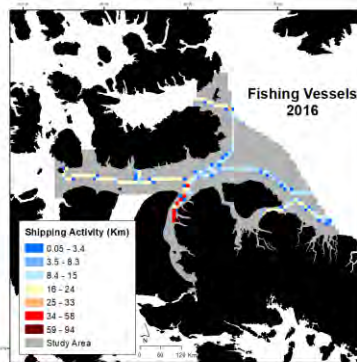 Fishing Vessels
2016
Shipping Activity (Km)
0.05 - 3.4
3.5 - 8.3
8.4 - 15
16 - 24
25 - 33
34 - 58
59 - 94
Study Area
N
0
60
120 Km